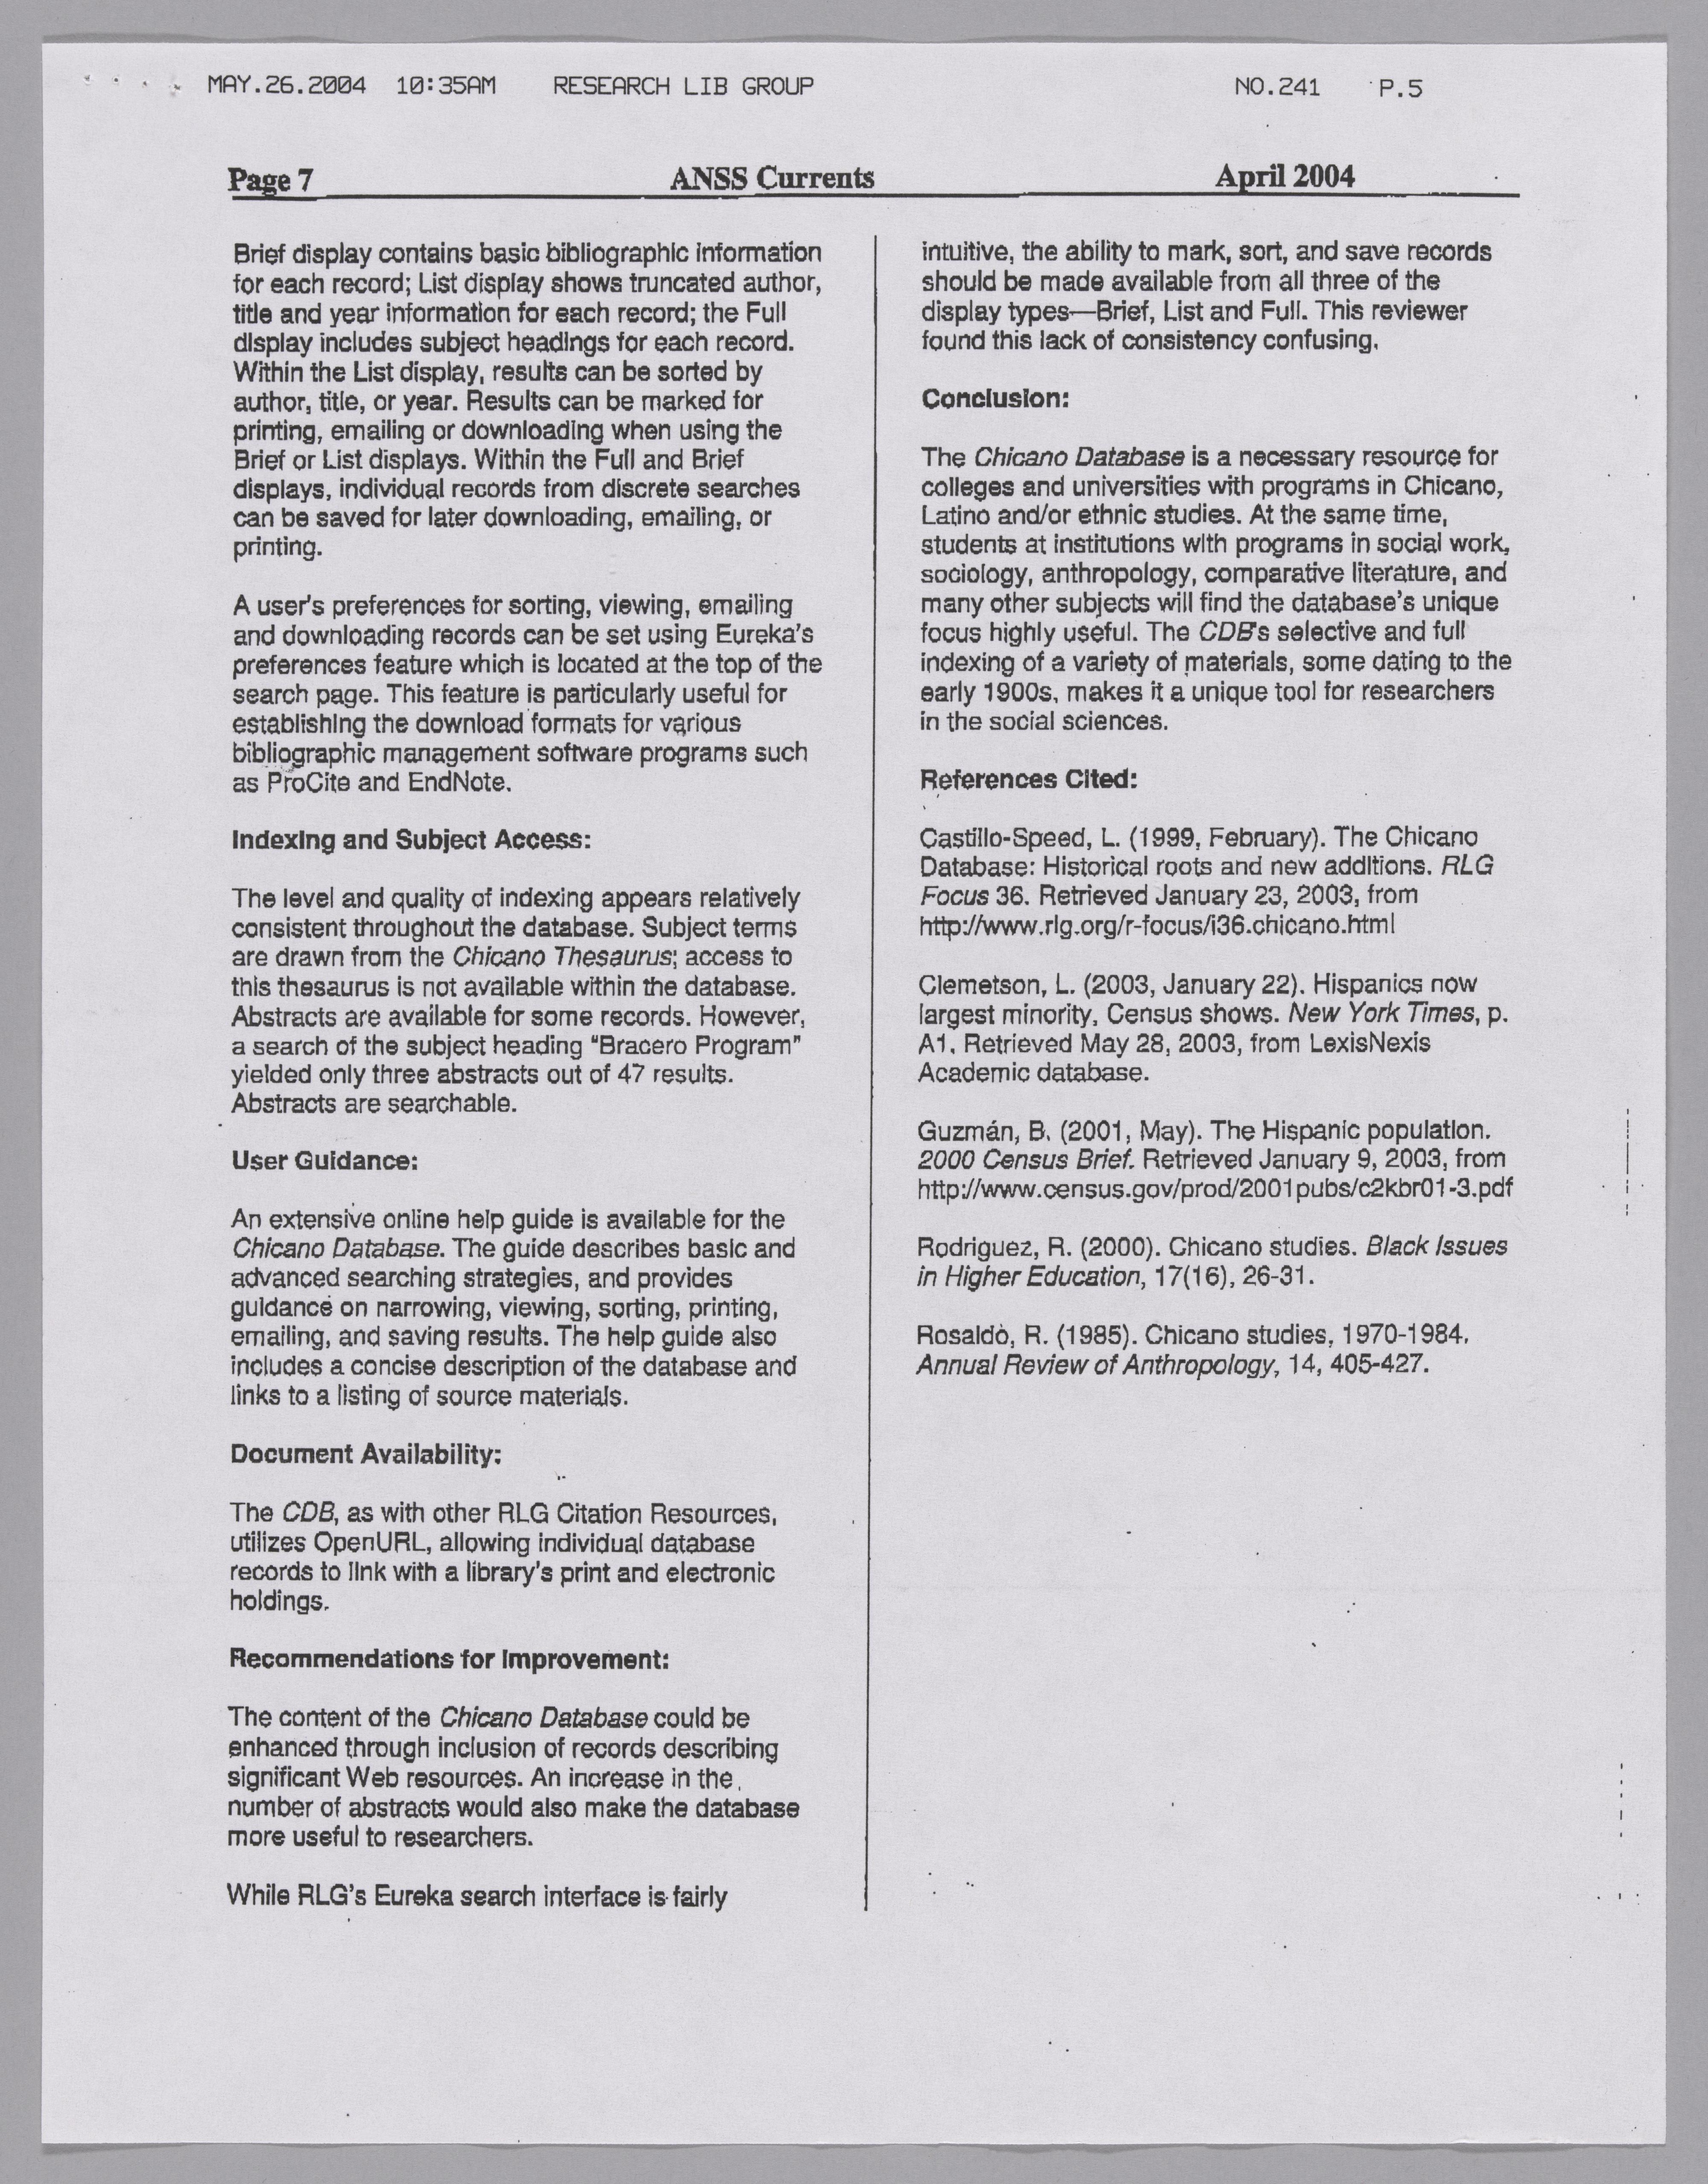 MAY.26.2004 10:35AM RESEARCH LIB GROUP NO.241 P.5
Page 7 ANSS Currents April 2004
Brief display contains basic bibliographic information
for each record; List display shows truncated author,
title and year information for each record; the Full
display includes subject headings for each record.
Within the List display, results can be sorted by
author, title, or year. Results can be marked for
printing, emailing or downloading when using the
Brief or List displays. Within the Full and Brief
displays, individual records from discrete searches
can be saved for later downloading, emailing, or
printing.
A user's preferences for sorting, viewing, emailing
and downloading records can be set using Eureka's
preferences feature which is located at the top of the
search page. This feature is particularly useful for
establishing the download formats for various
bibliographic management software programs such
as ProCite and EndNote.
Indexing and Subject Access:
The level and quality of indexing appears relatively
consistent throughout the database. Subject terms
are drawn from the Chicano Thesaurus; access to
this thesaurus is not available within the database.
Abstracts are available for some records. However,
a search of the subject heading "Bracero Program"
yielded only three abstracts out of 47 results.
Abstracts are searchable.
User Guidance:
An extensive online help guide is available for the
Chicano Database. The guide describes basic and
advanced searching strategies, and provides
guidance on narrowing, viewing, sorting, printing,
emailing, and saving results. The help guide also
includes a concise description of the database and
links to a listing of source materials.
Document Availability:
The CDB, as with other RLG Citation Resources,
utilizes OpenURL, allowing individual database
records to link with a library's print and electronic
holdings.
Recommendations for Improvement:
The content of the Chicano Database could be
enhanced through inclusion of records describing
significant Web resources. An increase in the
number of abstracts would also make the database
more useful to researchers.
While RLG's Eureka search interface is fairly
intuitive, the ability to mark, sort, and save records
should be made available from all three of the
display types—Brief, List and Full. This reviewer
found this lack of consistency confusing.
Conclusion:
The Chicano Database is a necessary resource for
colleges and universities with programs in Chicano,
Latino and/or ethnic studies. At the same time,
students at institutions with programs in social work,
sociology, anthropology, comparative literature, and
many other subjects will find the database's unique
focus highly useful. The CDB's selective and full
indexing of a variety of materials, some dating to the
early 1900s, makes it a unique tool for researchers
in the social sciences.
References Cited:
Castillo-Speed, L. (1999, February). The Chicano
Database: Historical roots and new additions. RLG
Focus 36. Retrieved January 23, 2003, from
http://www.rlg.org/r-focus/i36.chicano.html
Clemetson, L. (2003, January 22). Hispanics now
largest minority, Census shows. New York Times, p.
A1. Retrieved May 28, 2003, from LexisNexis
Academic database.
Guzmán, B. (2001, May). The Hispanic population.
2000 Census Brief. Retrieved January 9, 2003, from
http://www.census.gov/prod/2001pubs/c2kbr01-3.pdf
Rodriguez, R. (2000). Chicano studies. Black Issues
in Higher Education, 17(16), 26-31.
Rosaldo, R. (1985). Chicano studies, 1970-1984.
Annual Review of Anthropology, 14, 405-427.